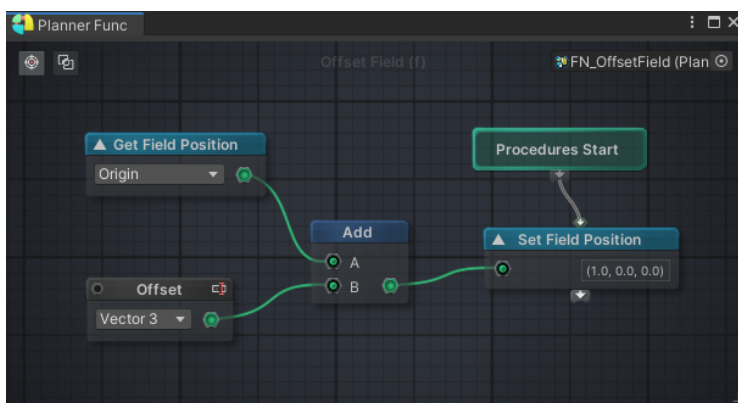 Planner Func
Offset Field (f)
FN_OffsetField (Plan
Get Field Position
Origin
Procedures Start
Add
A
B
Set Field Position
(1.0, 0.0, 0.0)
Offset
Vector 3